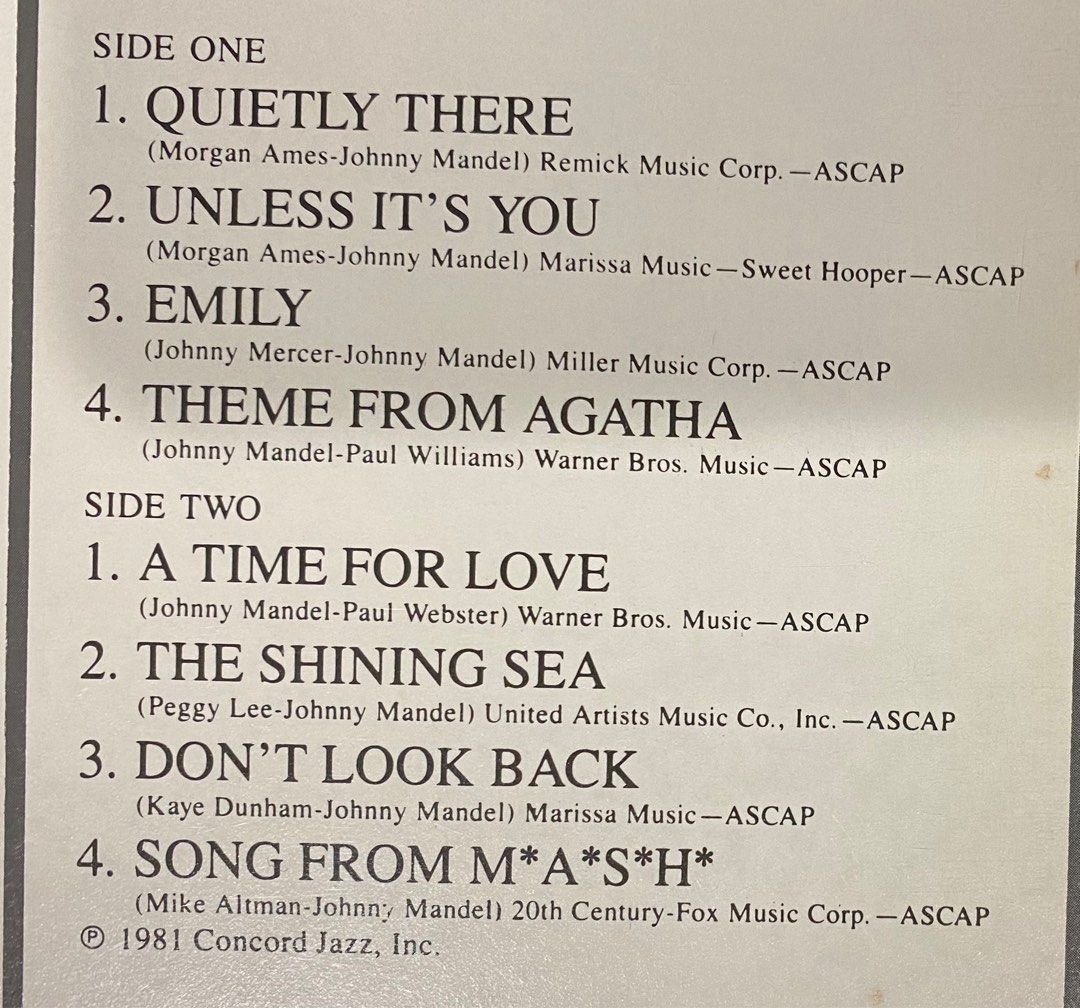 SIDE ONE
1. QUIETLY THERE
(Morgan Ames-Johnny Mandel) Remick Music Corp.—ASCAP
2. UNLESS IT'S YOU
(Morgan Ames-Johnny Mandel) Marissa Music—Sweet Hooper—ASCAP
3. EMILY
(Johnny Mercer-Johnny Mandel) Miller Music Corp.—ASCAP
4. THEME FROM AGATHA
(Johnny Mandel-Paul Williams) Warner Bros. Music—ASCAP
SIDE TWO
1. A TIME FOR LOVE
(Johnny Mandel-Paul Webster) Warner Bros. Music—ASCAP
2. THE SHINING SEA
(Peggy Lee-Johnny Mandel) United Artists Music Co., Inc.—ASCAP
3. DON'T LOOK BACK
(Kaye Dunham-Johnny Mandel) Marissa Music—ASCAP
4. SONG FROM M*A*S*H*
(Mike Altman-Johnny Mandel) 20th Century-Fox Music Corp.—ASCAP
℗ 1981 Concord Jazz, Inc.